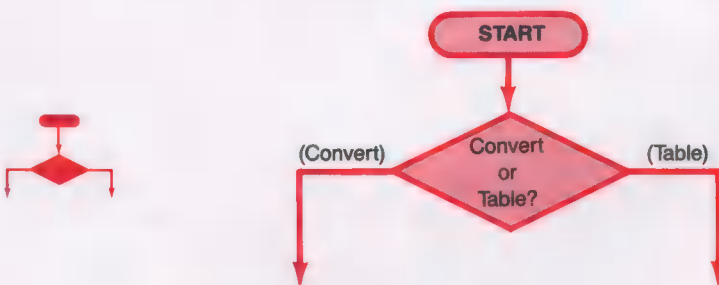 START
(Convert)
Convert
or
Table?
(Table)